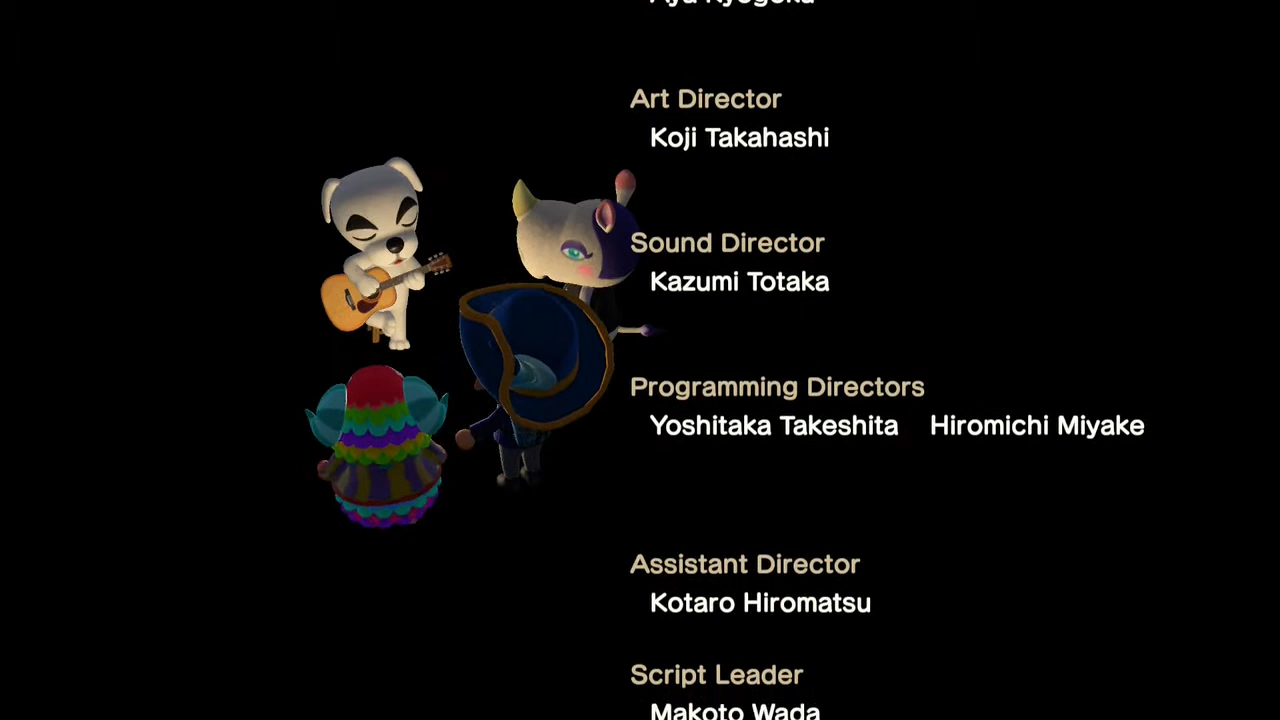 Art Director
Koji Takahashi
Sound Director
Kazumi Totaka
Programming Directors
Yoshitaka Takeshita Hiromichi Miyake
Assistant Director
Kotaro Hiromatsu
Script Leader
Makoto Wada